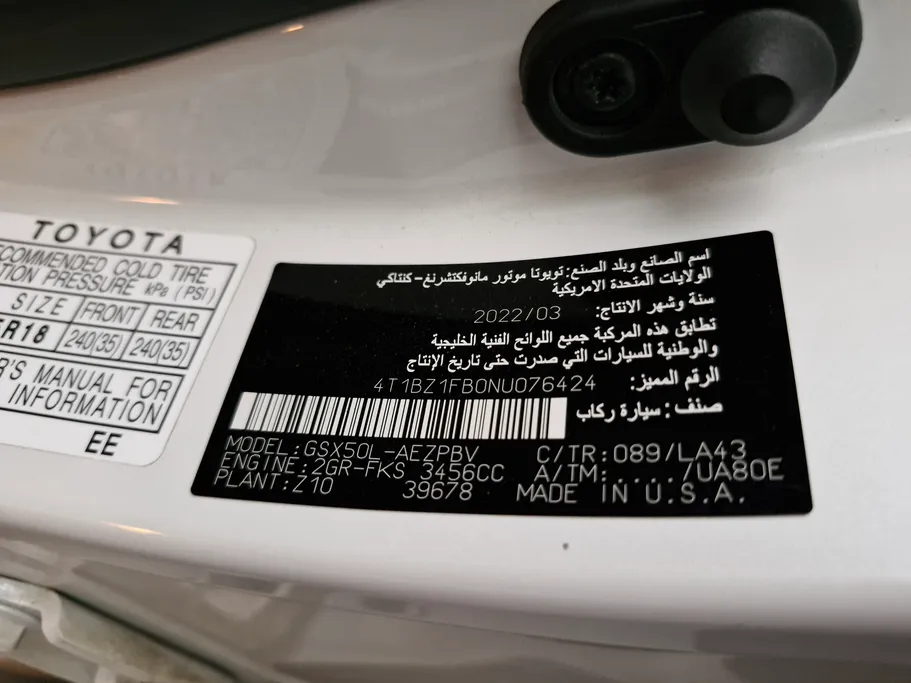 TOYOTA
COMMENDED COLD TIRE
TION PRESSURE kPa (PSI)
SIZE FRONT REAR
R18 240(35) 240(35)
R'S MANUAL FOR
INFORMATION
EE
اسم الصانع وبلد الصنع: تويوتا موتور مانوفكتشرنغ - كنتاكي
الولايات المتحدة الامريكية
سنة وشهر الانتاج: 2022/03
تطابق هذه المركبة جميع اللوائح الفنية الخليجية
والوطنية للسيارات التي صدرت حتى تاريخ الإنتاج
الرقم المميز: 4T1BZ1FB0NU076424
صنف : سيارة ركاب
MODEL:GSX50L-AEZPBV C/TR:089/LA43
ENGINE:2GR-FKS 3456CC A/TM:..../UA80E
PLANT:Z10 39678 MADE IN U.S.A.